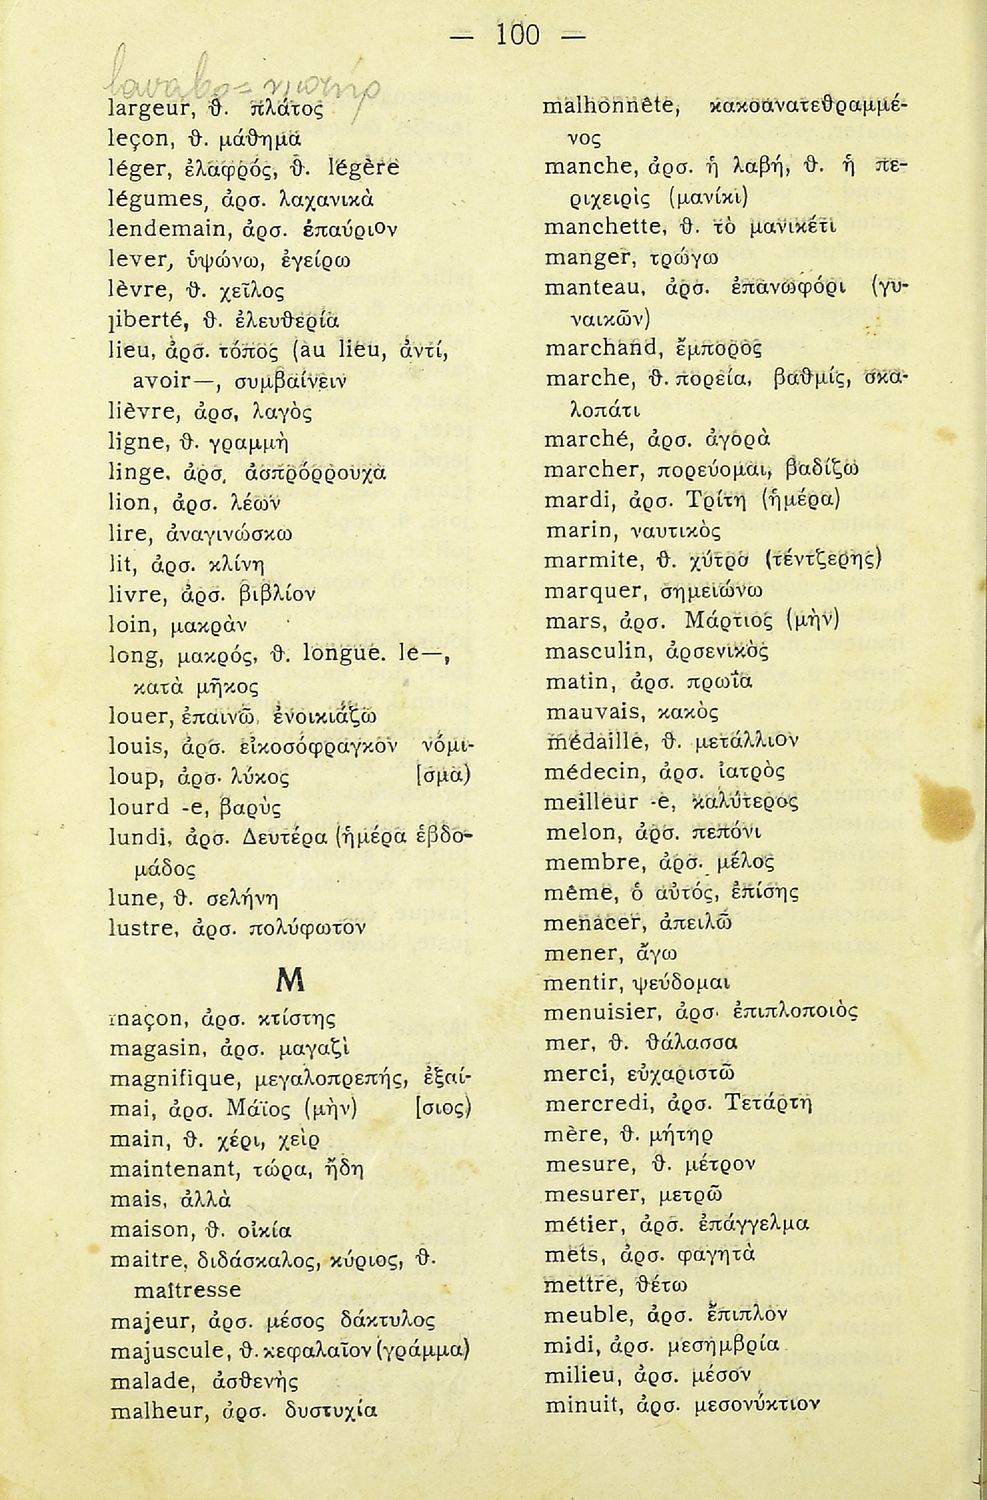 — 100 —
lavabo = νιπτήρ
largeur, θ. πλάτος
leçon, θ. μάθημα
léger, ἐλαφρός, θ. légère
légumes, ἀρσ. λαχανικὰ
lendemain, ἀρσ. ἐπαύριον
lever, ὑψώνω, ἐγείρω
lèvre, θ. χεῖλος
liberté, θ. ἐλευθερία
lieu, ἀρσ. τόπος (au lieu, ἀντί,
avoir—, συμβαίνειν
lièvre, ἀρσ, λαγὸς
ligne, θ. γραμμὴ
linge. ἀρσ, ἀσπρόρρουχα
lion, ἀρσ. λέων
lire, ἀναγινώσκω
lit, ἀρσ. κλίνη
livre, ἀρσ. βιβλίον
loin, μακρὰν
long, μακρός, θ. longue. le—,
κατὰ μῆκος
louer, ἐπαινῶ, ἐνοικιάζω
louis, ἀρσ. εἰκοσόφραγκον νόμι-
loup, ἀρσ. λύκος [σμα)
lourd -e, βαρὺς
lundi, ἀρσ. Δευτέρα (ἡμέρα ἑβδο-
μάδος
lune, θ. σελήνη
lustre, ἀρσ. πολύφωτον
M
maçon, ἀρσ. κτίστης
magasin, ἀρσ. μαγαζὶ
magnifique, μεγαλοπρεπής, ἐξαί-
mai, ἀρσ. Μάϊος (μὴν) [σιος)
main, θ. χέρι, χεὶρ
maintenant, τώρα, ἤδη
mais, ἀλλὰ
maison, θ. οἰκία
maitre, διδάσκαλος, κύριος, θ.
maîtresse
majeur, ἀρσ. μέσος δάκτυλος
majuscule, θ. κεφαλαῖον (γράμμα)
malade, ἀσθενὴς
malheur, ἀρσ. δυστυχία
malhonnête, κακοανατεθραμμέ-
νος
manche, ἀρσ. ἡ λαβή, θ. ἡ πε-
ριχειρὶς (μανίκι)
manchette, θ. τὸ μανικέτι
manger, τρώγω
manteau, ἀρσ. ἐπανωφόρι (γυ-
ναικῶν)
marchand, ἔμπορος
marche, θ. πορεία, βαθμίς, σκα-
λοπάτι
marché, ἀρσ. ἀγορὰ
marcher, πορεύομαι, βαδίζω
mardi, ἀρσ. Τρίτη (ἡμέρα)
marin, ναυτικὸς
marmite, θ. χύτρα (τέντζερης)
marquer, σημειώνω
mars, ἀρσ. Μάρτιος (μὴν)
masculin, ἀρσενικὸς
matin, ἀρσ. πρωΐα
mauvais, κακὸς
médaille, θ. μετάλλιον
médecin, ἀρσ. ἰατρὸς
meilleur -e, καλύτερος
melon, ἀρσ. πεπόνι
membre, ἀρσ. μέλος
même, ὁ αὐτός, ἐπίσης
menacer, ἀπειλῶ
mener, ἄγω
mentir, ψεύδομαι
menuisier, ἀρσ. ἐπιπλοποιὸς
mer, θ. θάλασσα
merci, εὐχαριστῶ
mercredi, ἀρσ. Τετάρτη
mère, θ. μήτηρ
mesure, θ. μέτρον
mesurer, μετρῶ
métier, ἀρσ. ἐπάγγελμα
mets, ἀρσ. φαγητὰ
mettre, θέτω
meuble, ἀρσ. ἔπιπλον
midi, ἀρσ. μεσημβρία
milieu, ἀρσ. μέσον
minuit, ἀρσ. μεσονύκτιον